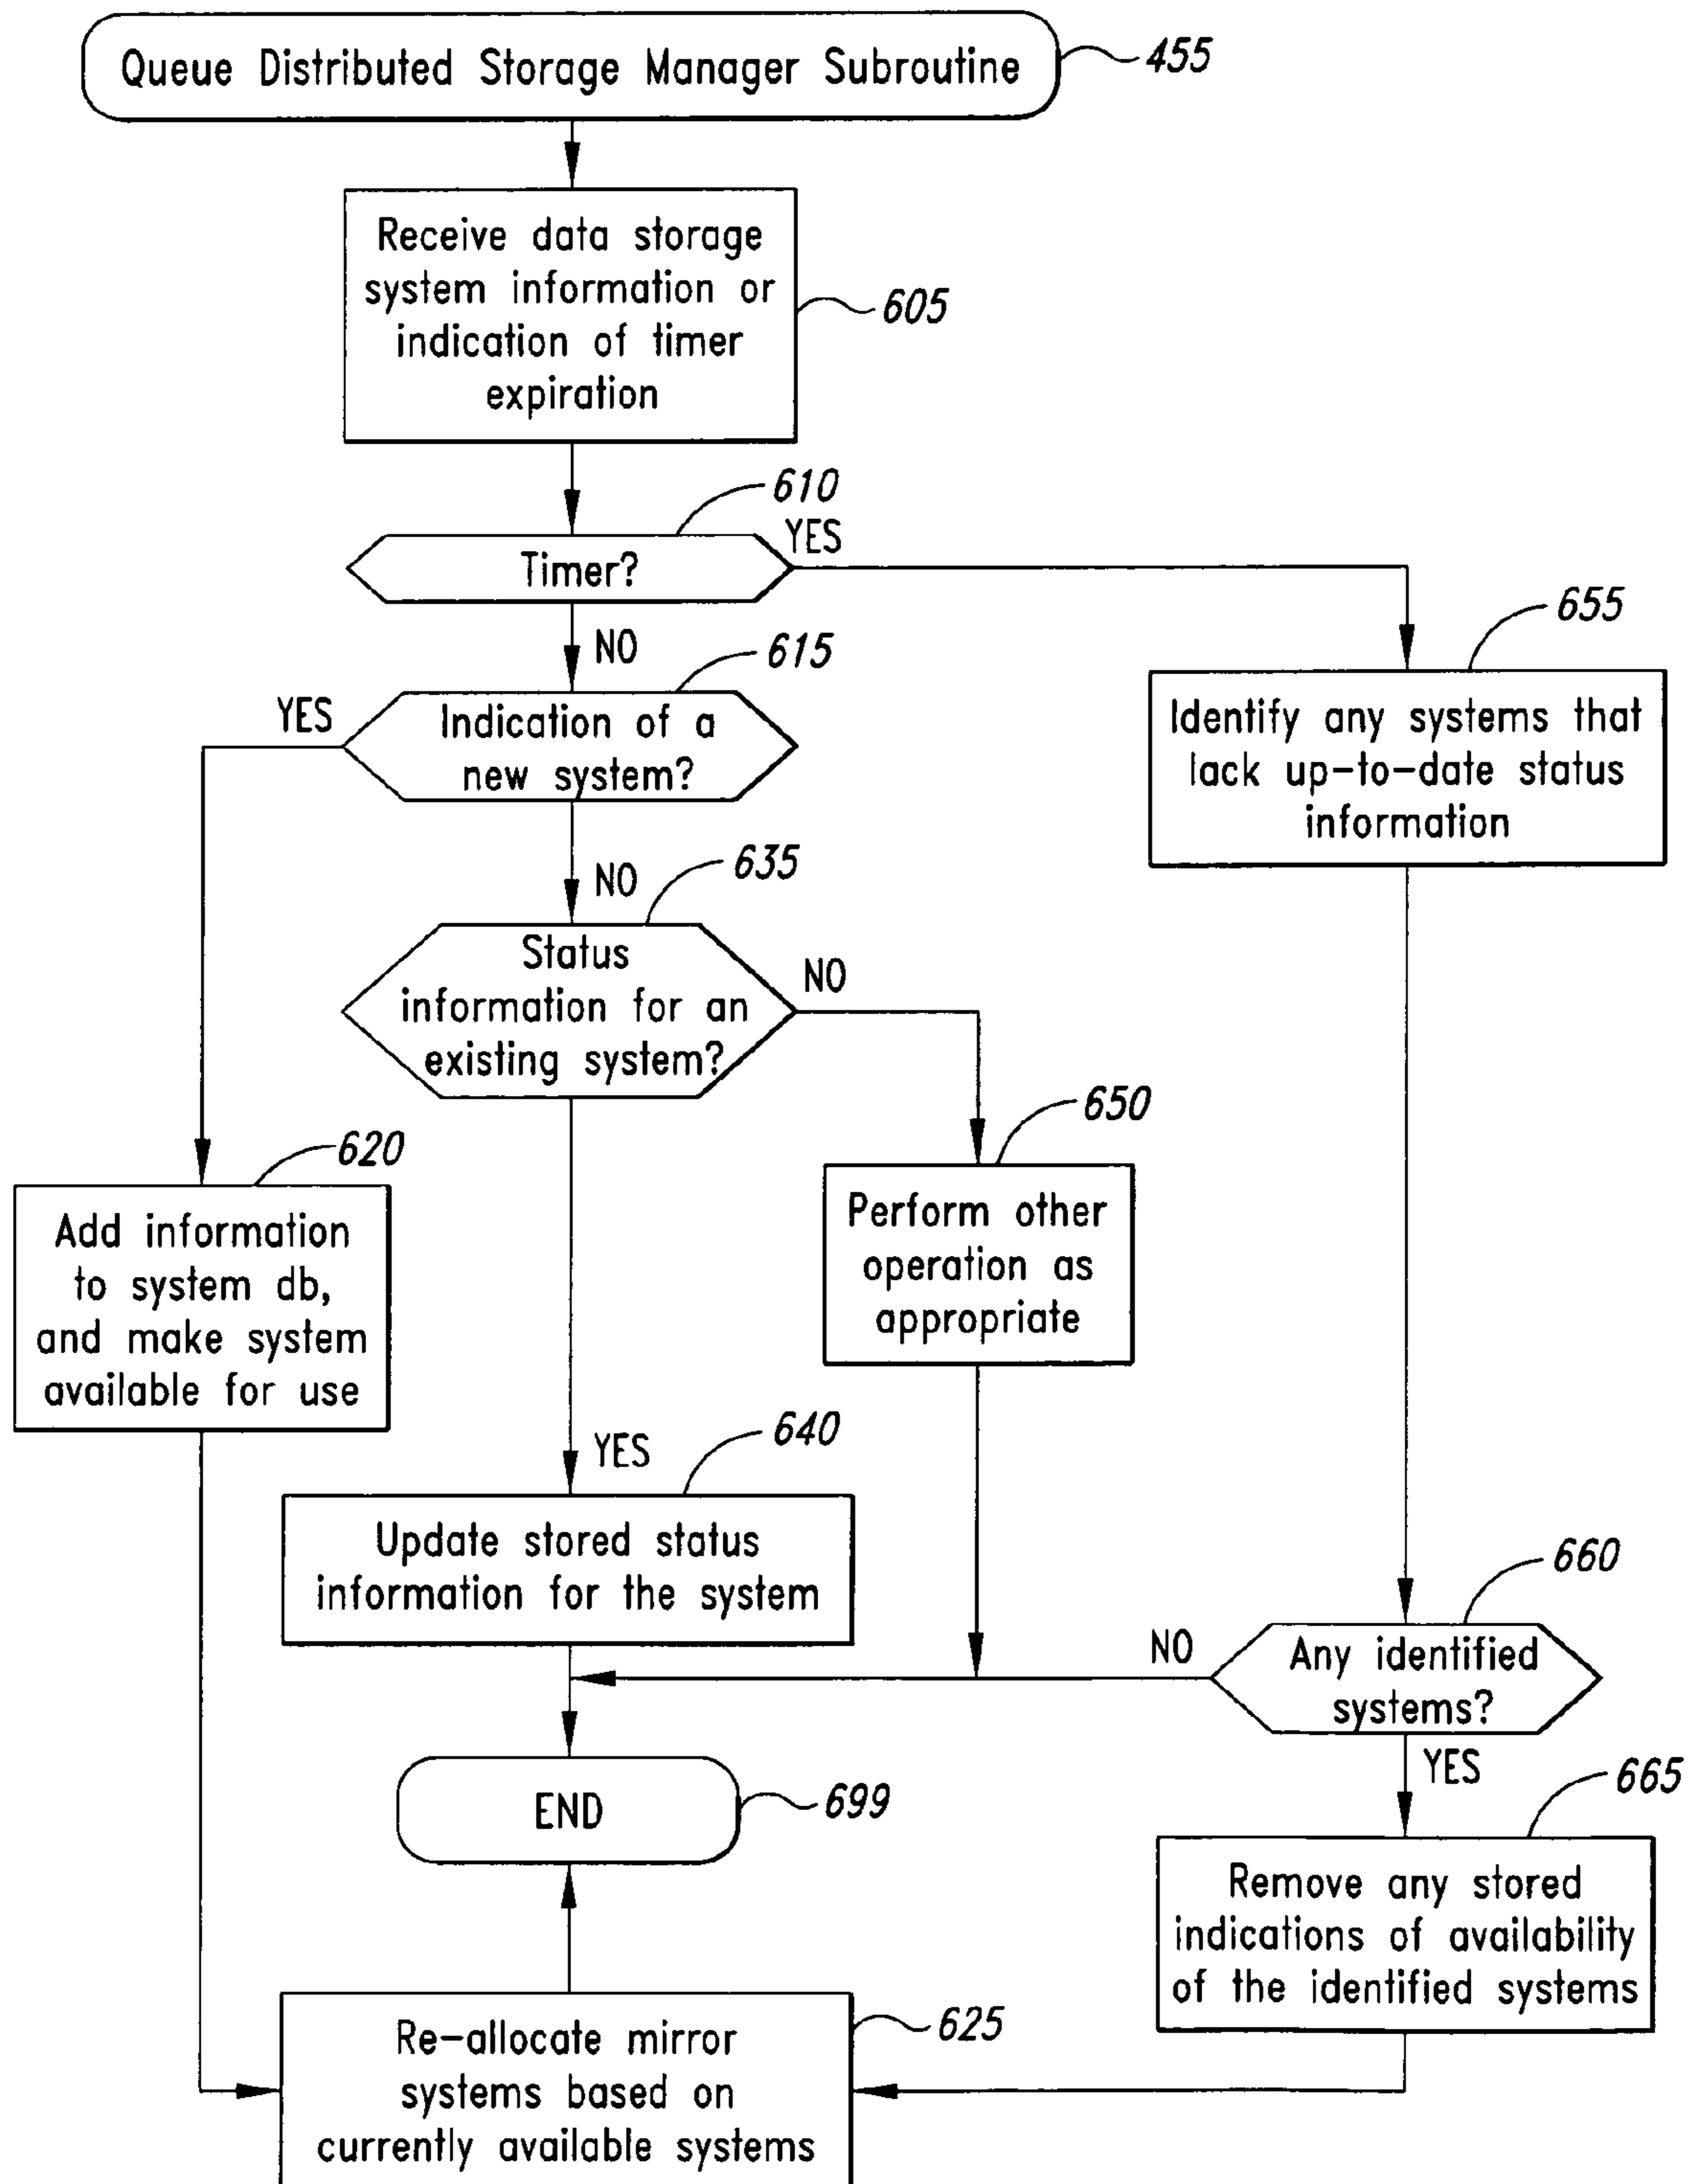 Queue Distributed Storage Manager Subroutine
455
Receive data storage
system information or
indication of timer
expiration
605
610
Timer?
YES
NO
615
655
YES
Indication of a
new system?
Identify any systems that
lack up-to-date status
information
NO
635
Status
information for an
existing system?
NO
650
620
Add information
to system db,
and make system
available for use
Perform other
operation as
appropriate
YES
640
Update stored status
information for the system
660
NO
Any identified
systems?
YES
665
END
699
Remove any stored
indications of availability
of the identified systems
Re-allocate mirror
systems based on
currently available systems
625